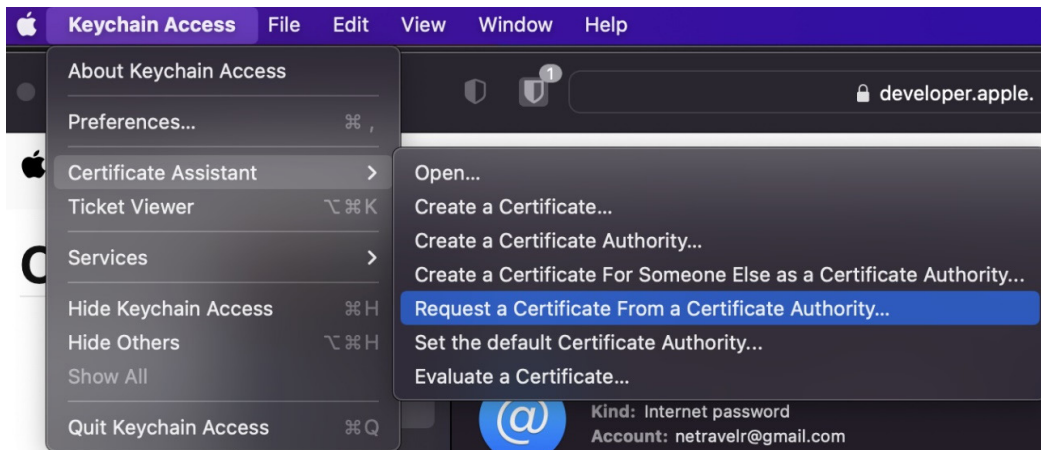 Keychain Access File Edit View Window Help
About Keychain Access
1
developer.apple.
Preferences... ⌘ ,
Certificate Assistant >
Open...
Ticket Viewer ⌥⌘K
Create a Certificate...
Create a Certificate Authority...
Services >
Create a Certificate For Someone Else as a Certificate Authority...
Hide Keychain Access ⌘H
Request a Certificate From a Certificate Authority...
Hide Others ⌥⌘H
Set the default Certificate Authority...
Show All
Evaluate a Certificate...
Quit Keychain Access ⌘Q
@
Kind: Internet password
Account: netravelr@gmail.com